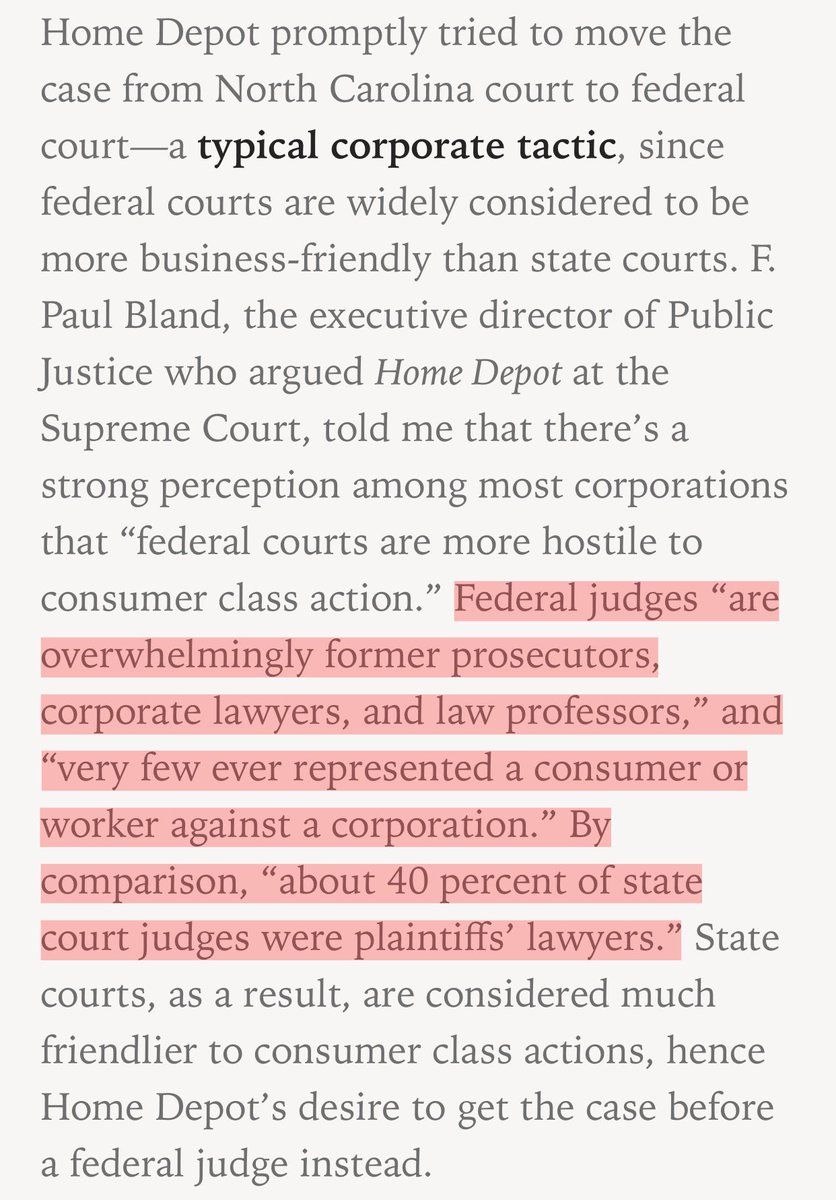 Home Depot promptly tried to move the
case from North Carolina court to federal
court—a typical corporate tactic, since
federal courts are widely considered to be
more business-friendly than state courts. F.
Paul Bland, the executive director of Public
Justice who argued Home Depot at the
Supreme Court, told me that there’s a
strong perception among most corporations
that “federal courts are more hostile to
consumer class action.” Federal judges “are
overwhelmingly former prosecutors,
corporate lawyers, and law professors,” and
“very few ever represented a consumer or
worker against a corporation.” By
comparison, “about 40 percent of state
court judges were plaintiffs’ lawyers.” State
courts, as a result, are considered much
friendlier to consumer class actions, hence
Home Depot’s desire to get the case before
a federal judge instead.